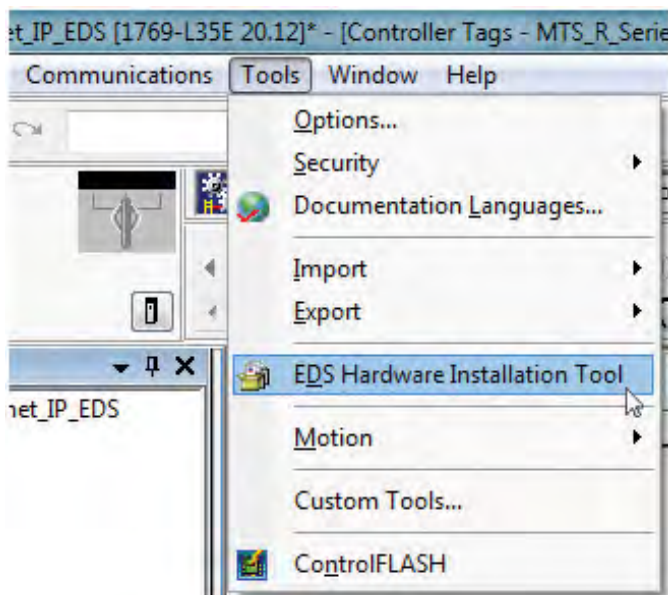 et_IP_EDS [1769-L35E 20.12]* - [Controller Tags - MTS_R_Serie
Communications Tools Window Help
Options...
Security
Documentation Languages...
Import
Export
EDS Hardware Installation Tool
net_IP_EDS
Motion
Custom Tools...
ControlFLASH